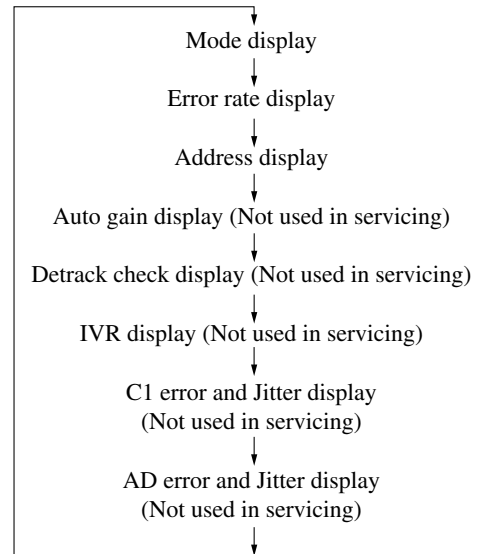 Mode display
Error rate display
Address display
Auto gain display (Not used in servicing)
Detrack check display (Not used in servicing)
IVR display (Not used in servicing)
C1 error and Jitter display
(Not used in servicing)
AD error and Jitter display
(Not used in servicing)